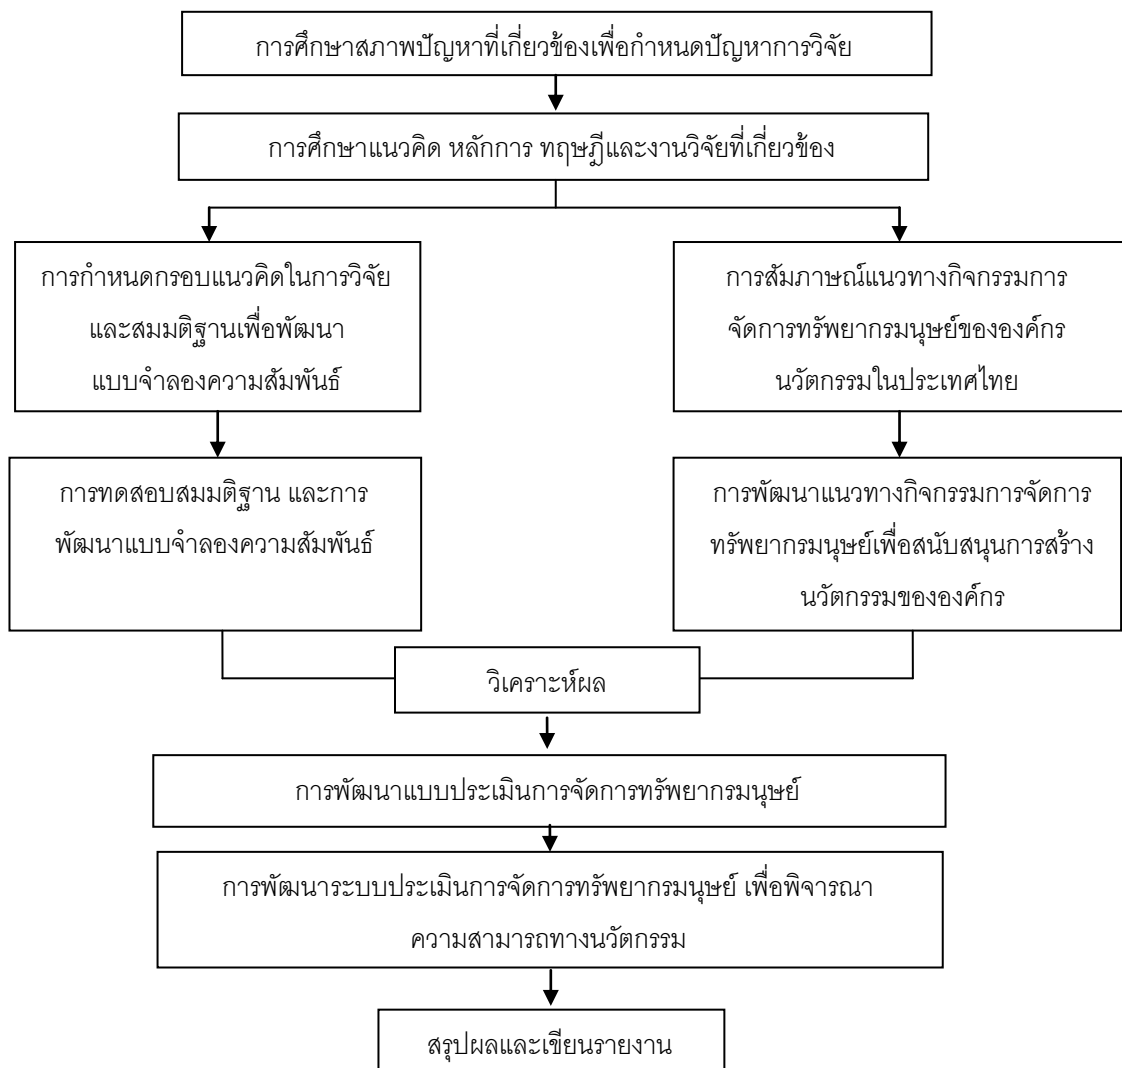 การศึกษาสภาพปัญหาที่เกี่ยวข้องเพื่อกำหนดปัญหาการวิจัย
การศึกษาแนวคิด หลักการ ทฤษฎีและงานวิจัยที่เกี่ยวข้อง
การกำหนดกรอบแนวคิดในการวิจัย
และสมมติฐานเพื่อพัฒนา
แบบจำลองความสัมพันธ์
การสัมภาษณ์แนวทางกิจกรรมการ
จัดการทรัพยากรมนุษย์ขององค์กร
นวัตกรรมในประเทศไทย
การทดสอบสมมติฐาน และการ
พัฒนาแบบจำลองความสัมพันธ์
การพัฒนาแนวทางกิจกรรมการจัดการ
ทรัพยากรมนุษย์เพื่อสนับสนุนการสร้าง
นวัตกรรมขององค์กร
วิเคราะห์ผล
การพัฒนาแบบประเมินการจัดการทรัพยากรมนุษย์
การพัฒนาระบบประเมินการจัดการทรัพยากรมนุษย์ เพื่อพิจารณา
ความสามารถทางนวัตกรรม
สรุปผลและเขียนรายงาน